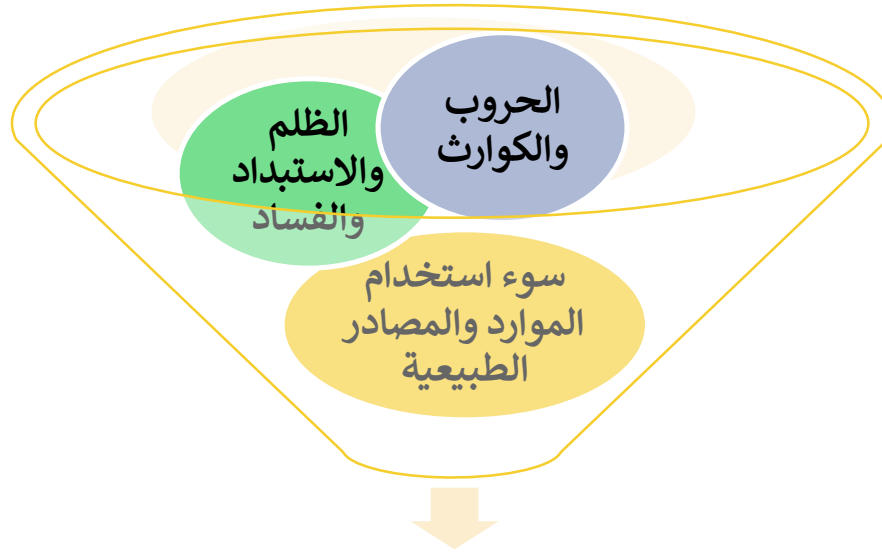 الحروب
والكوارث
الظلم
والاستبداد
والفساد
سوء استخدام
الموارد والمصادر
الطبيعية